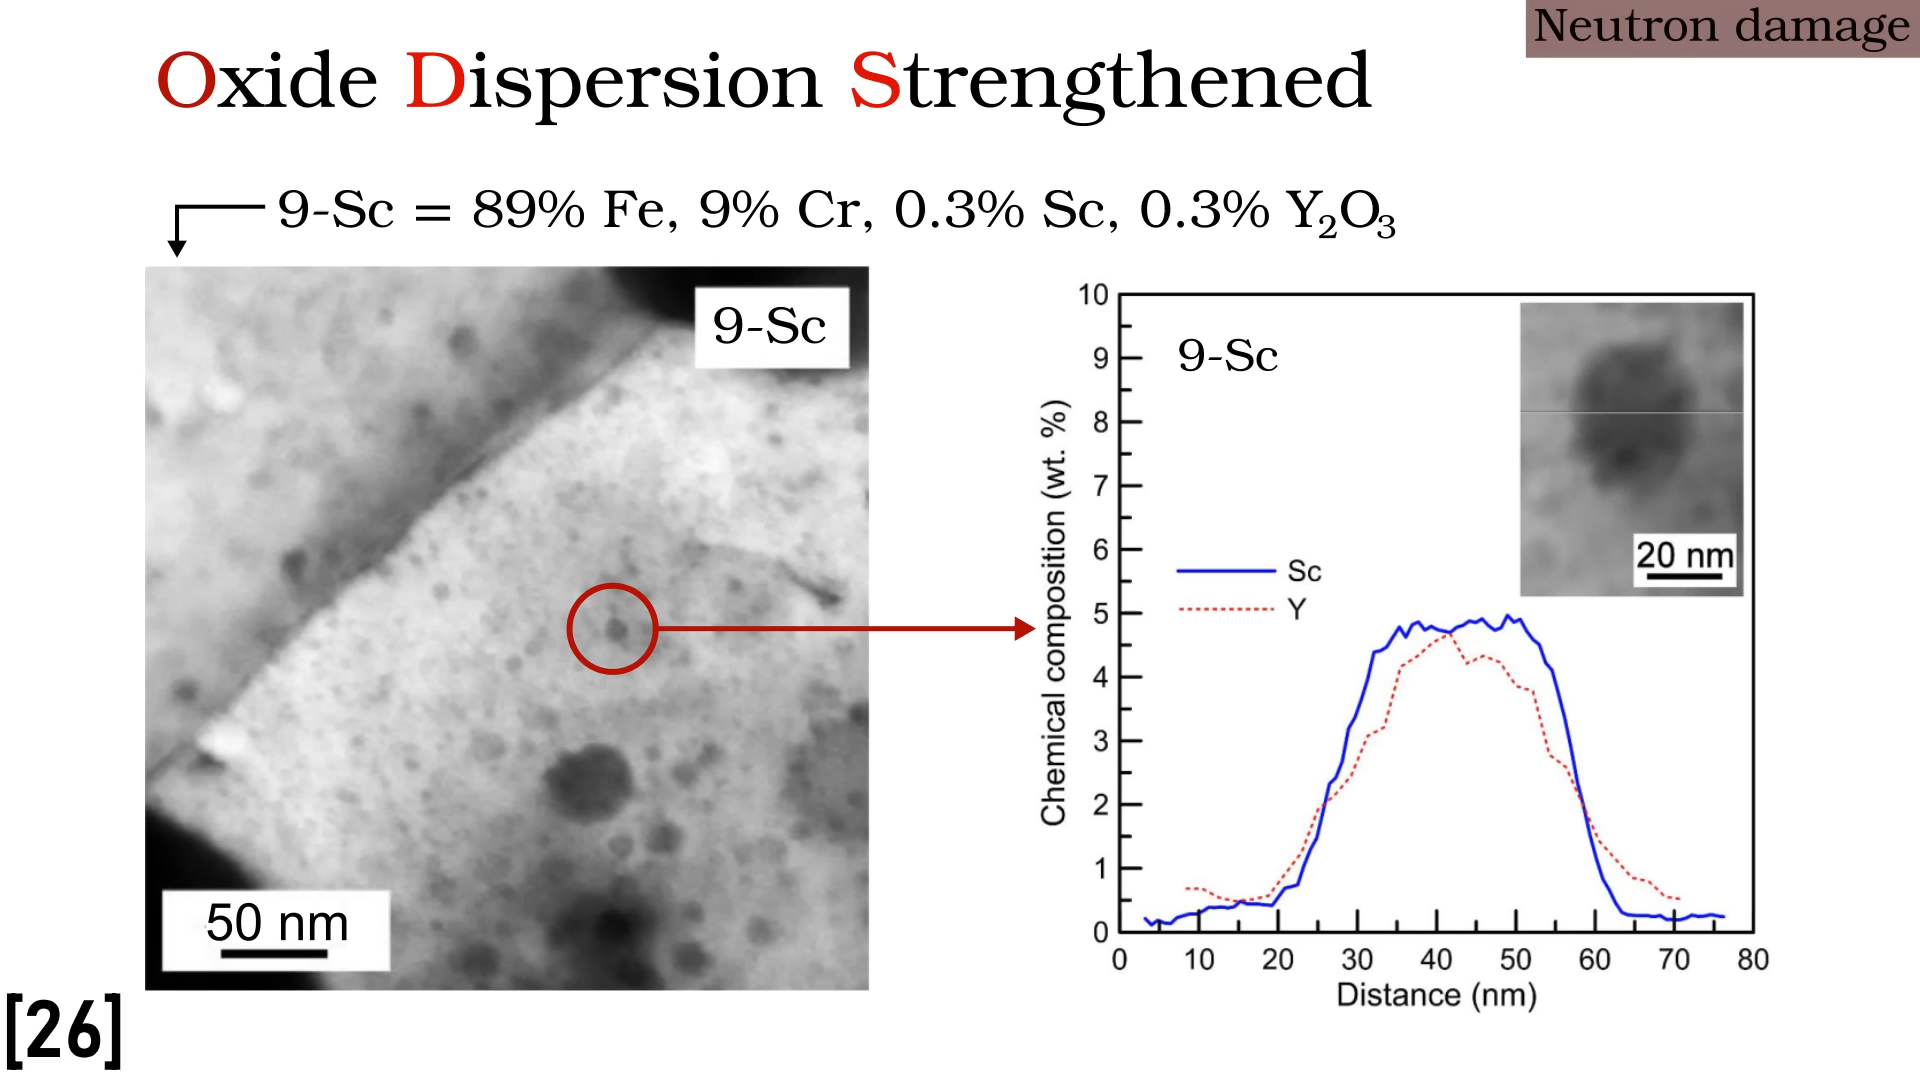 Neutron damage
Oxide Dispersion Strengthened
9-Sc = 89% Fe, 9% Cr, 0.3% Sc, 0.3% Y₂O₃
9-Sc
50 nm
[26]
10
9
8
7
6
5
4
3
2
1
0
Chemical composition (wt. %)
9-Sc
Sc
Y
20 nm
0 10 20 30 40 50 60 70 80
Distance (nm)